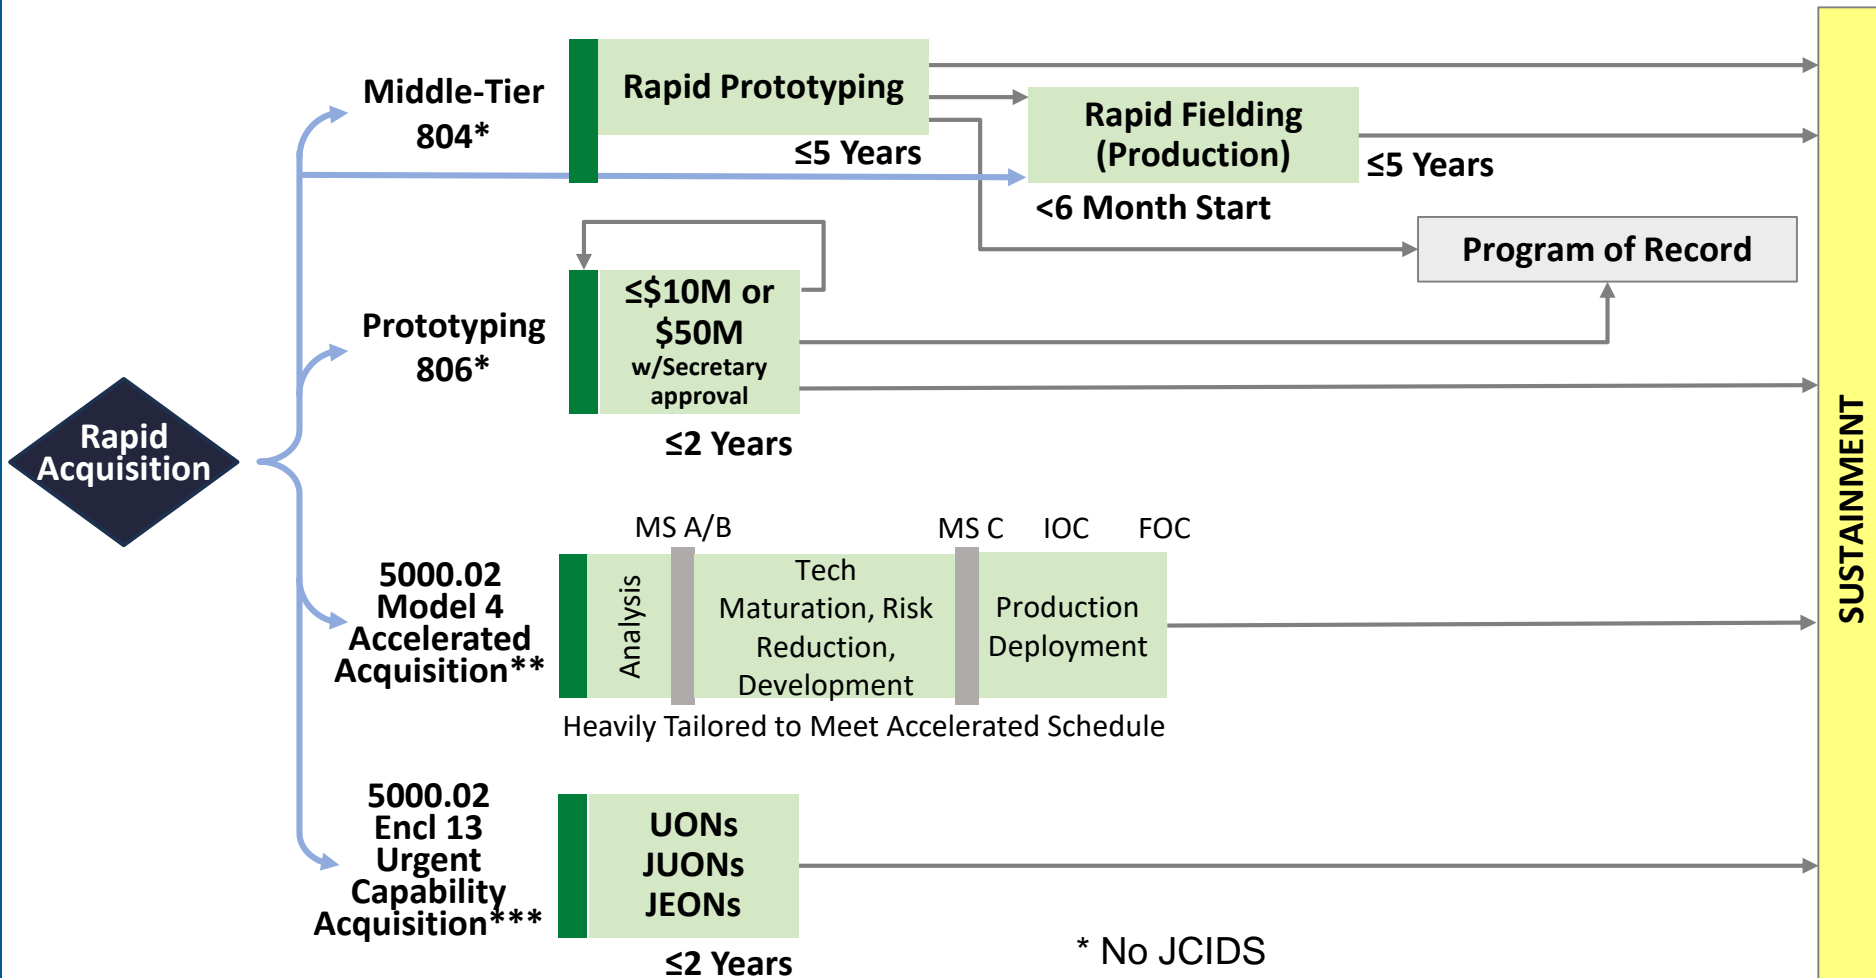 Middle-Tier
804*
Rapid Prototyping
≤5 Years
Rapid Fielding
(Production)
≤5 Years
<6 Month Start
Program of Record
Prototyping
806*
≤$10M or
$50M
w/Secretary
approval
≤2 Years
Rapid
Acquisition
MS A/B
MS C
IOC
FOC
5000.02
Model 4
Accelerated
Acquisition**
Analysis
Tech
Maturation, Risk
Reduction,
Development
Production
Deployment
Heavily Tailored to Meet Accelerated Schedule
5000.02
Encl 13
Urgent
Capability
Acquisition***
UONs
JUONs
JEONs
≤2 Years
* No JCIDS
SUSTAINMENT